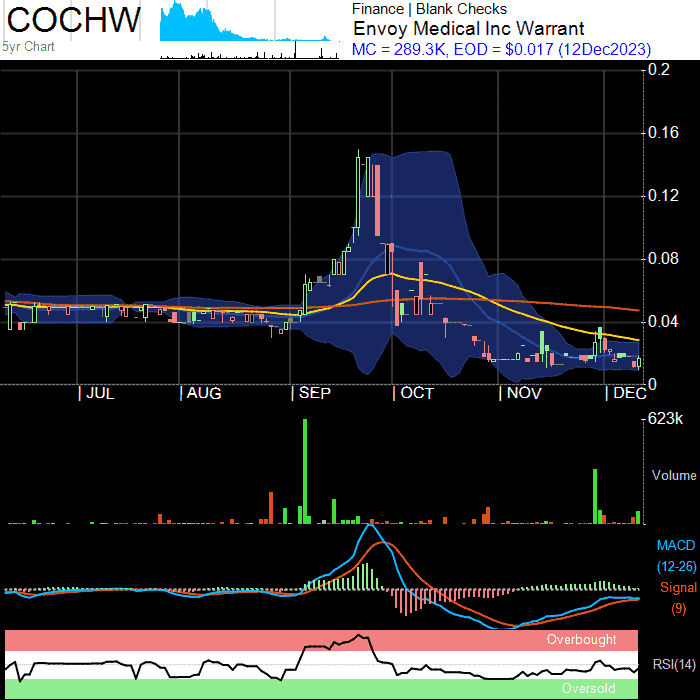 COCHW
5yr Chart
Finance | Blank Checks
Envoy Medical Inc Warrant
MC = 289.3K, EOD = $0.017 (12Dec2023)
0.2
0.16
0.12
0.08
0.04
0
JUL AUG SEP OCT NOV DEC
623k
Volume
MACD
(12-26)
Signal
(9)
Overbought
RSI(14)
Oversold